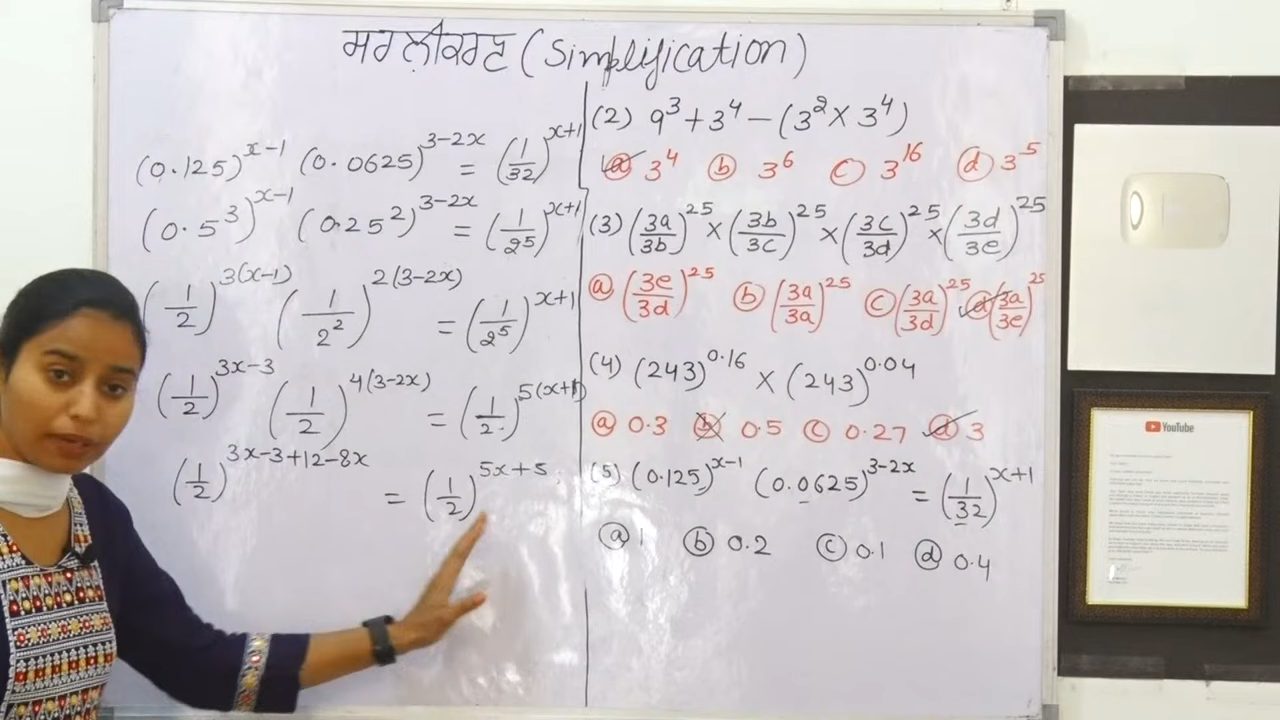 ਸਰਲੀਕਰਣ (Simplification)
(0.125)^{x-1} (0.0625)^{3-2x} = (1/32)^{x+1}
(0.5^3)^{x-1} (0.25^2)^{3-2x} = (1/2^5)^{x+1}
(1/2)^{3(x-1)} (1/2^2)^{2(3-2x)} = (1/2^5)^{x+1}
(1/2)^{3x-3} (1/2)^{4(3-2x)} = (1/2)^{5(x+1)}
(1/2)^{3x-3+12-8x} = (1/2)^{5x+5}
(2) 9^3 + 3^4 - (3^2 × 3^4)
ⓐ 3^4 ⓑ 3^6 ⓒ 3^16 ⓓ 3^-5
(3) (3a/3b)^25 × (3b/3c)^25 × (3c/3d)^25 × (3d/3e)^25
ⓐ (3e/3d)^25 ⓑ (3a/3a)^25 ⓒ (3a/3d)^25 ⓓ (3a/3e)^25
(4) (243)^0.16 × (243)^0.04
ⓐ 0.3 ⓑ 0.5 ⓒ 0.27 ⓓ 3
(5) (0.125)^{x-1} (0.0625)^{3-2x} = (1/32)^{x+1}
ⓐ 1 ⓑ 0.2 ⓒ 0.1 ⓓ 0.4
YouTube